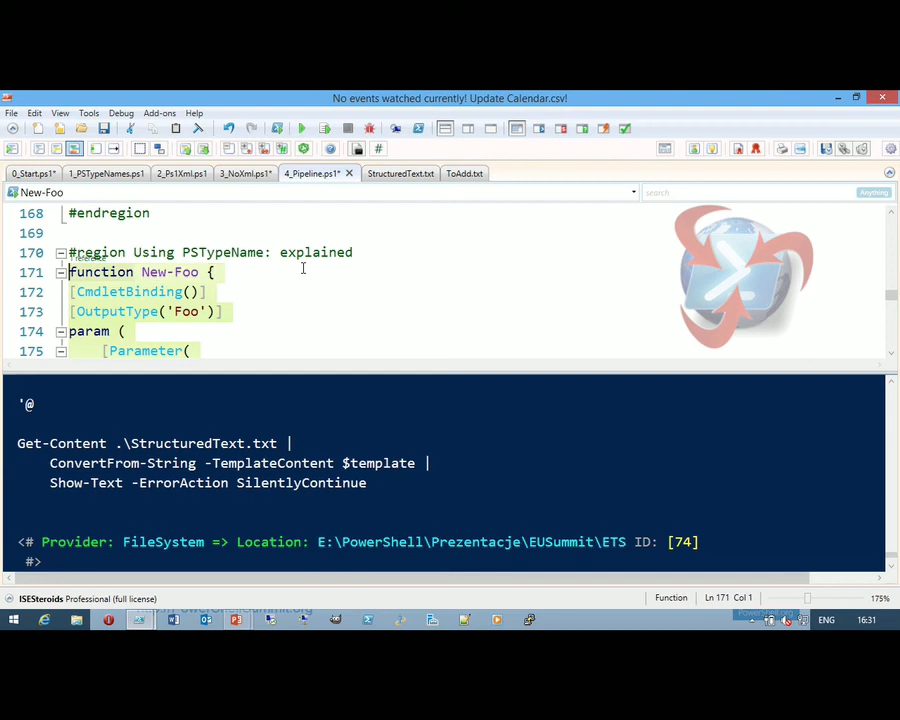 No events watched currently! Update Calendar.csv!
File Edit View Tools Debug Add-ons Help
0_Start.ps1* 1_PSTypeNames.ps1 2_Ps1Xml.ps1 3_NoXml.ps1* 4_Pipeline.ps1* StructuredText.txt ToAdd.txt
New-Foo search Anything
168 #endregion
169
170 #region Using PSTypeName: explained
171 function New-Foo {
172 [CmdletBinding()]
173 [OutputType('Foo')]
174 param (
175 [Parameter(
'@
Get-Content .\StructuredText.txt |
ConvertFrom-String -TemplateContent $template |
Show-Text -ErrorAction SilentlyContinue
<# Provider: FileSystem => Location: E:\PowerShell\Prezentacje\EUSummit\ETS ID: [74]
#>
ISESteroids Professional (full license) Function Ln 171 Col 1 175%
ENG 16:31